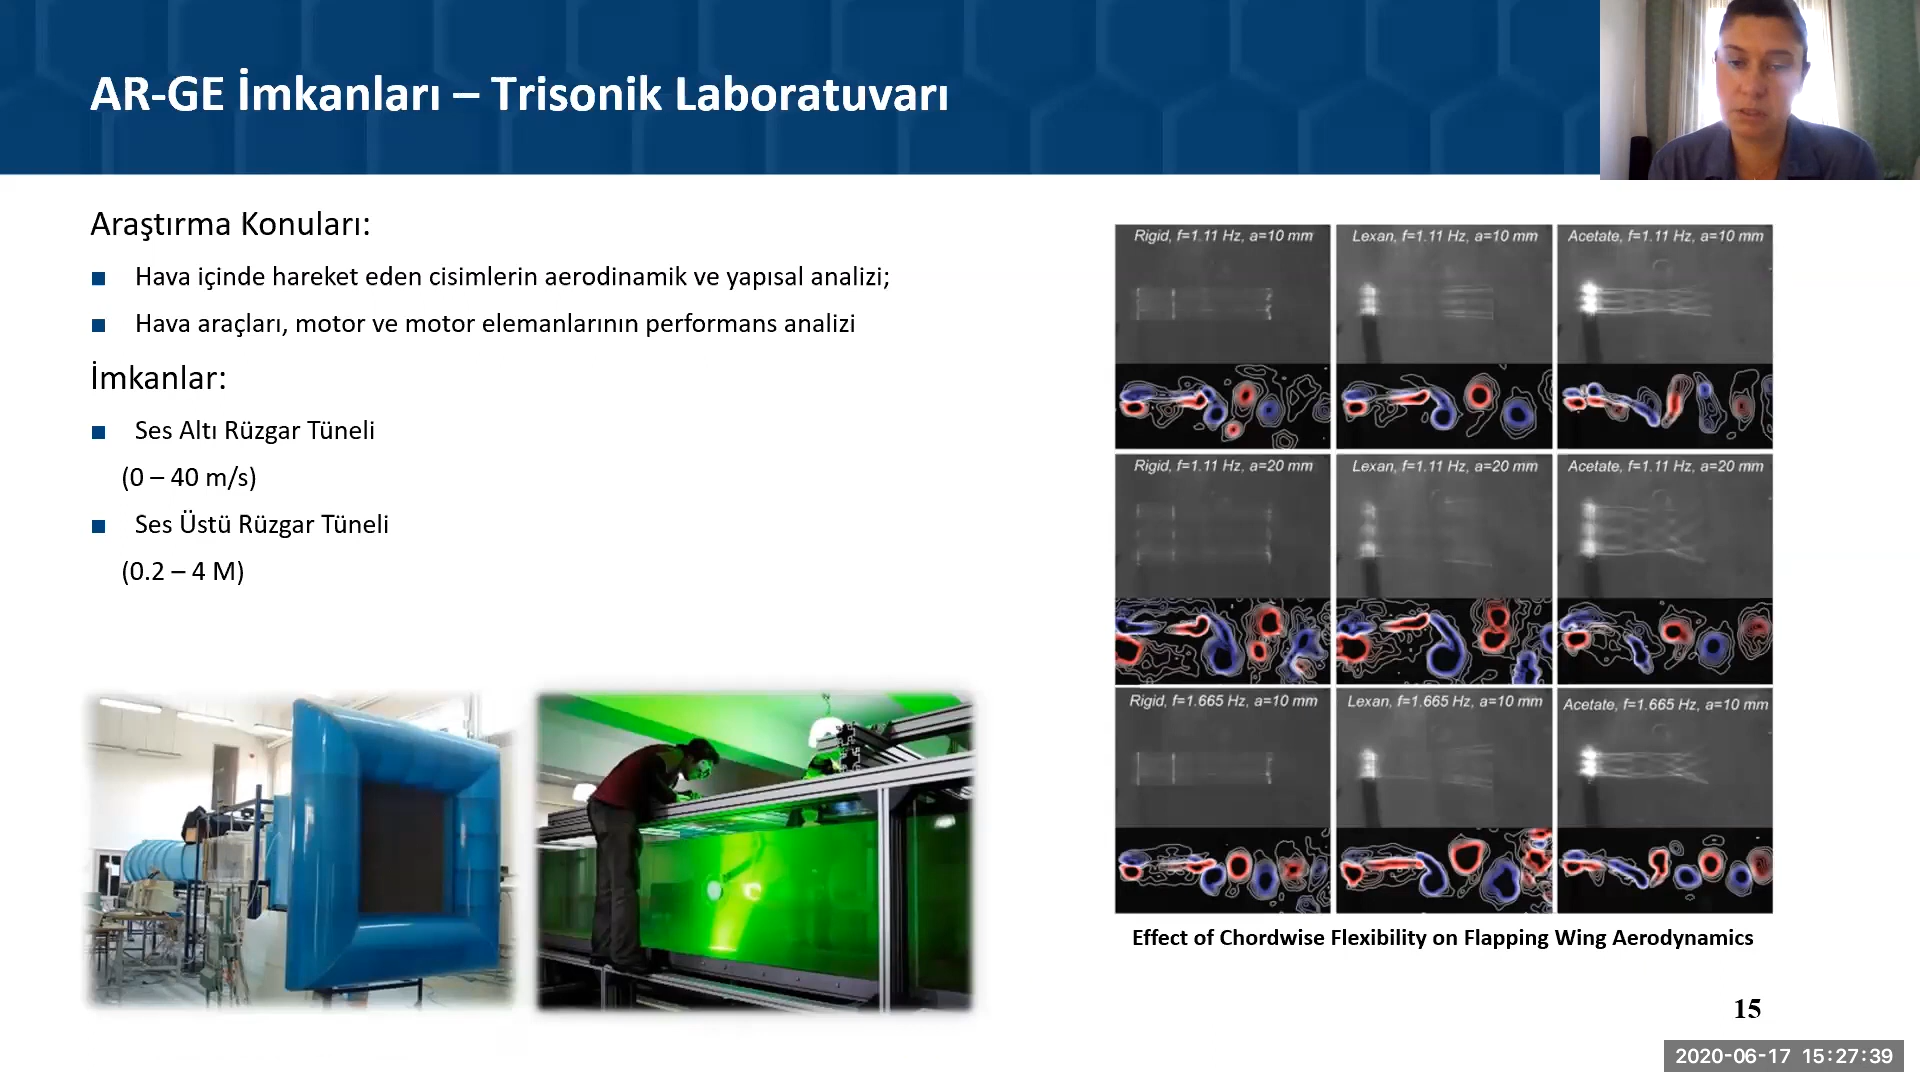 AR-GE İmkanları – Trisonik Laboratuvarı
Araştırma Konuları:
Hava içinde hareket eden cisimlerin aerodinamik ve yapısal analizi;
Hava araçları, motor ve motor elemanlarının performans analizi
İmkanlar:
Ses Altı Rüzgar Tüneli
(0 – 40 m/s)
Ses Üstü Rüzgar Tüneli
(0.2 – 4 M)
Rigid, f=1.11 Hz, a=10 mm
Lexan, f=1.11 Hz, a=10 mm
Acetate, f=1.11 Hz, a=10 mm
Rigid, f=1.11 Hz, a=20 mm
Lexan, f=1.11 Hz, a=20 mm
Acetate, f=1.11 Hz, a=20 mm
Rigid, f=1.665 Hz, a=10 mm
Lexan, f=1.665 Hz, a=10 mm
Acetate, f=1.665 Hz, a=10 mm
Effect of Chordwise Flexibility on Flapping Wing Aerodynamics
15
2020-06-17 15:27:39